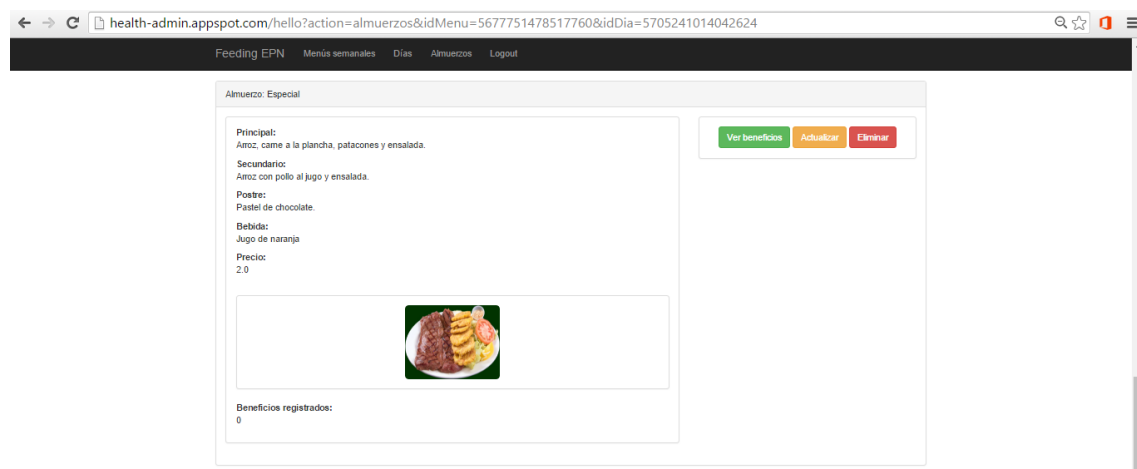 health-admin.appspot.com/hello?action=almuerzos&idMenu=5677751478517760&idDia=5705241014042624
Feeding EPN Menús semanales Días Almuerzos Logout
Almuerzo: Especial
Principal:
Arroz, carne a la plancha, patacones y ensalada.
Ver beneficios Actualizar Eliminar
Secundario:
Arroz con pollo al jugo y ensalada.
Postre:
Pastel de chocolate.
Bebida:
Jugo de naranja
Precio:
2.0
Beneficios registrados:
0